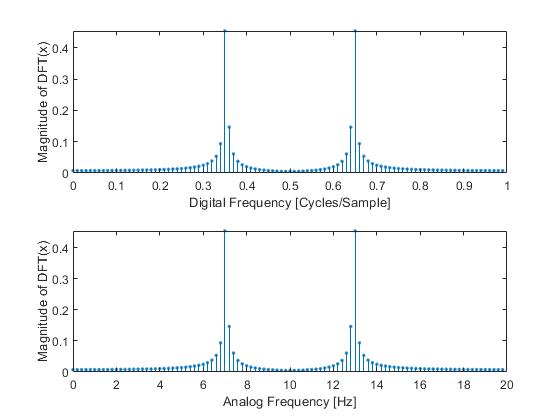 Magnitude of DFT(x)
0.4
0.3
0.2
0.1
0
0 0.1 0.2 0.3 0.4 0.5 0.6 0.7 0.8 0.9 1
Digital Frequency [Cycles/Sample]
Magnitude of DFT(x)
0.4
0.3
0.2
0.1
0
0 2 4 6 8 10 12 14 16 18 20
Analog Frequency [Hz]